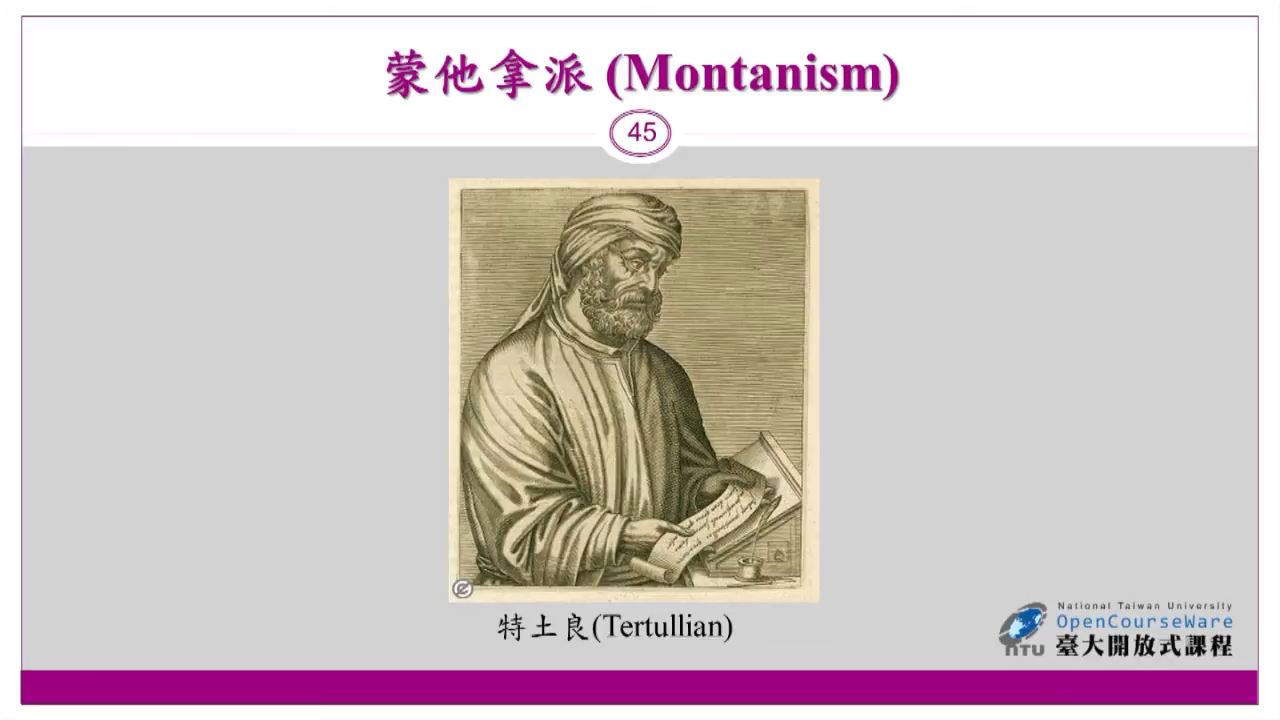 蒙他拿派 (Montanism)
45
特土良(Tertullian)
National Taiwan University
OpenCourseWare
NTU 臺大開放式課程